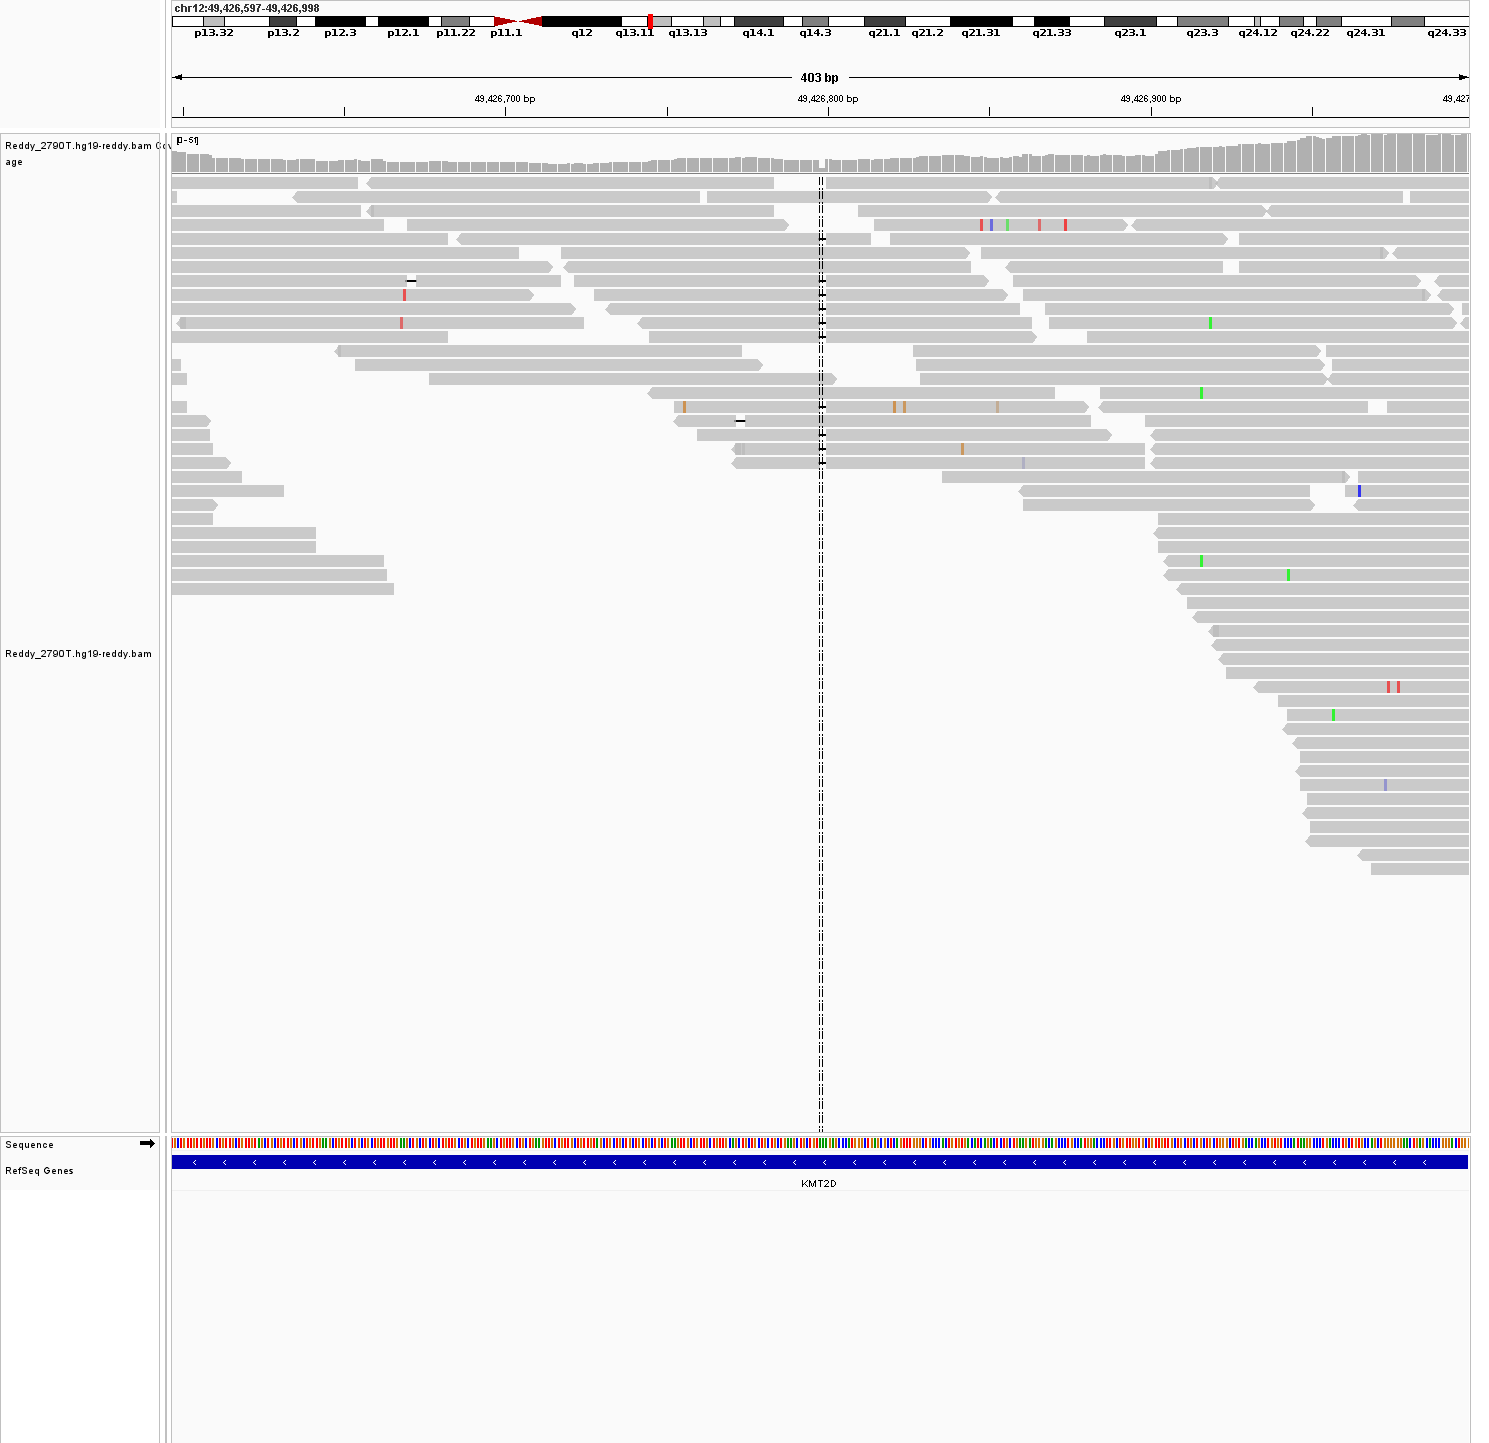 chr12:49,426,597-49,426,998
p13.32 p13.2 p12.3 p12.1 p11.22 p11.1 q12 q13.11 q13.13 q14.1 q14.3 q21.1 q21.2 q21.31 q21.33 q23.1 q23.3 q24.12 q24.22 q24.31 q24.33
403 bp
49,426,700 bp 49,426,800 bp 49,426,900 bp 49,427
[0-51]
Reddy_2790T.hg19-reddy.bam Cov
age
Reddy_2790T.hg19-reddy.bam
Sequence
RefSeq Genes
KMT2D